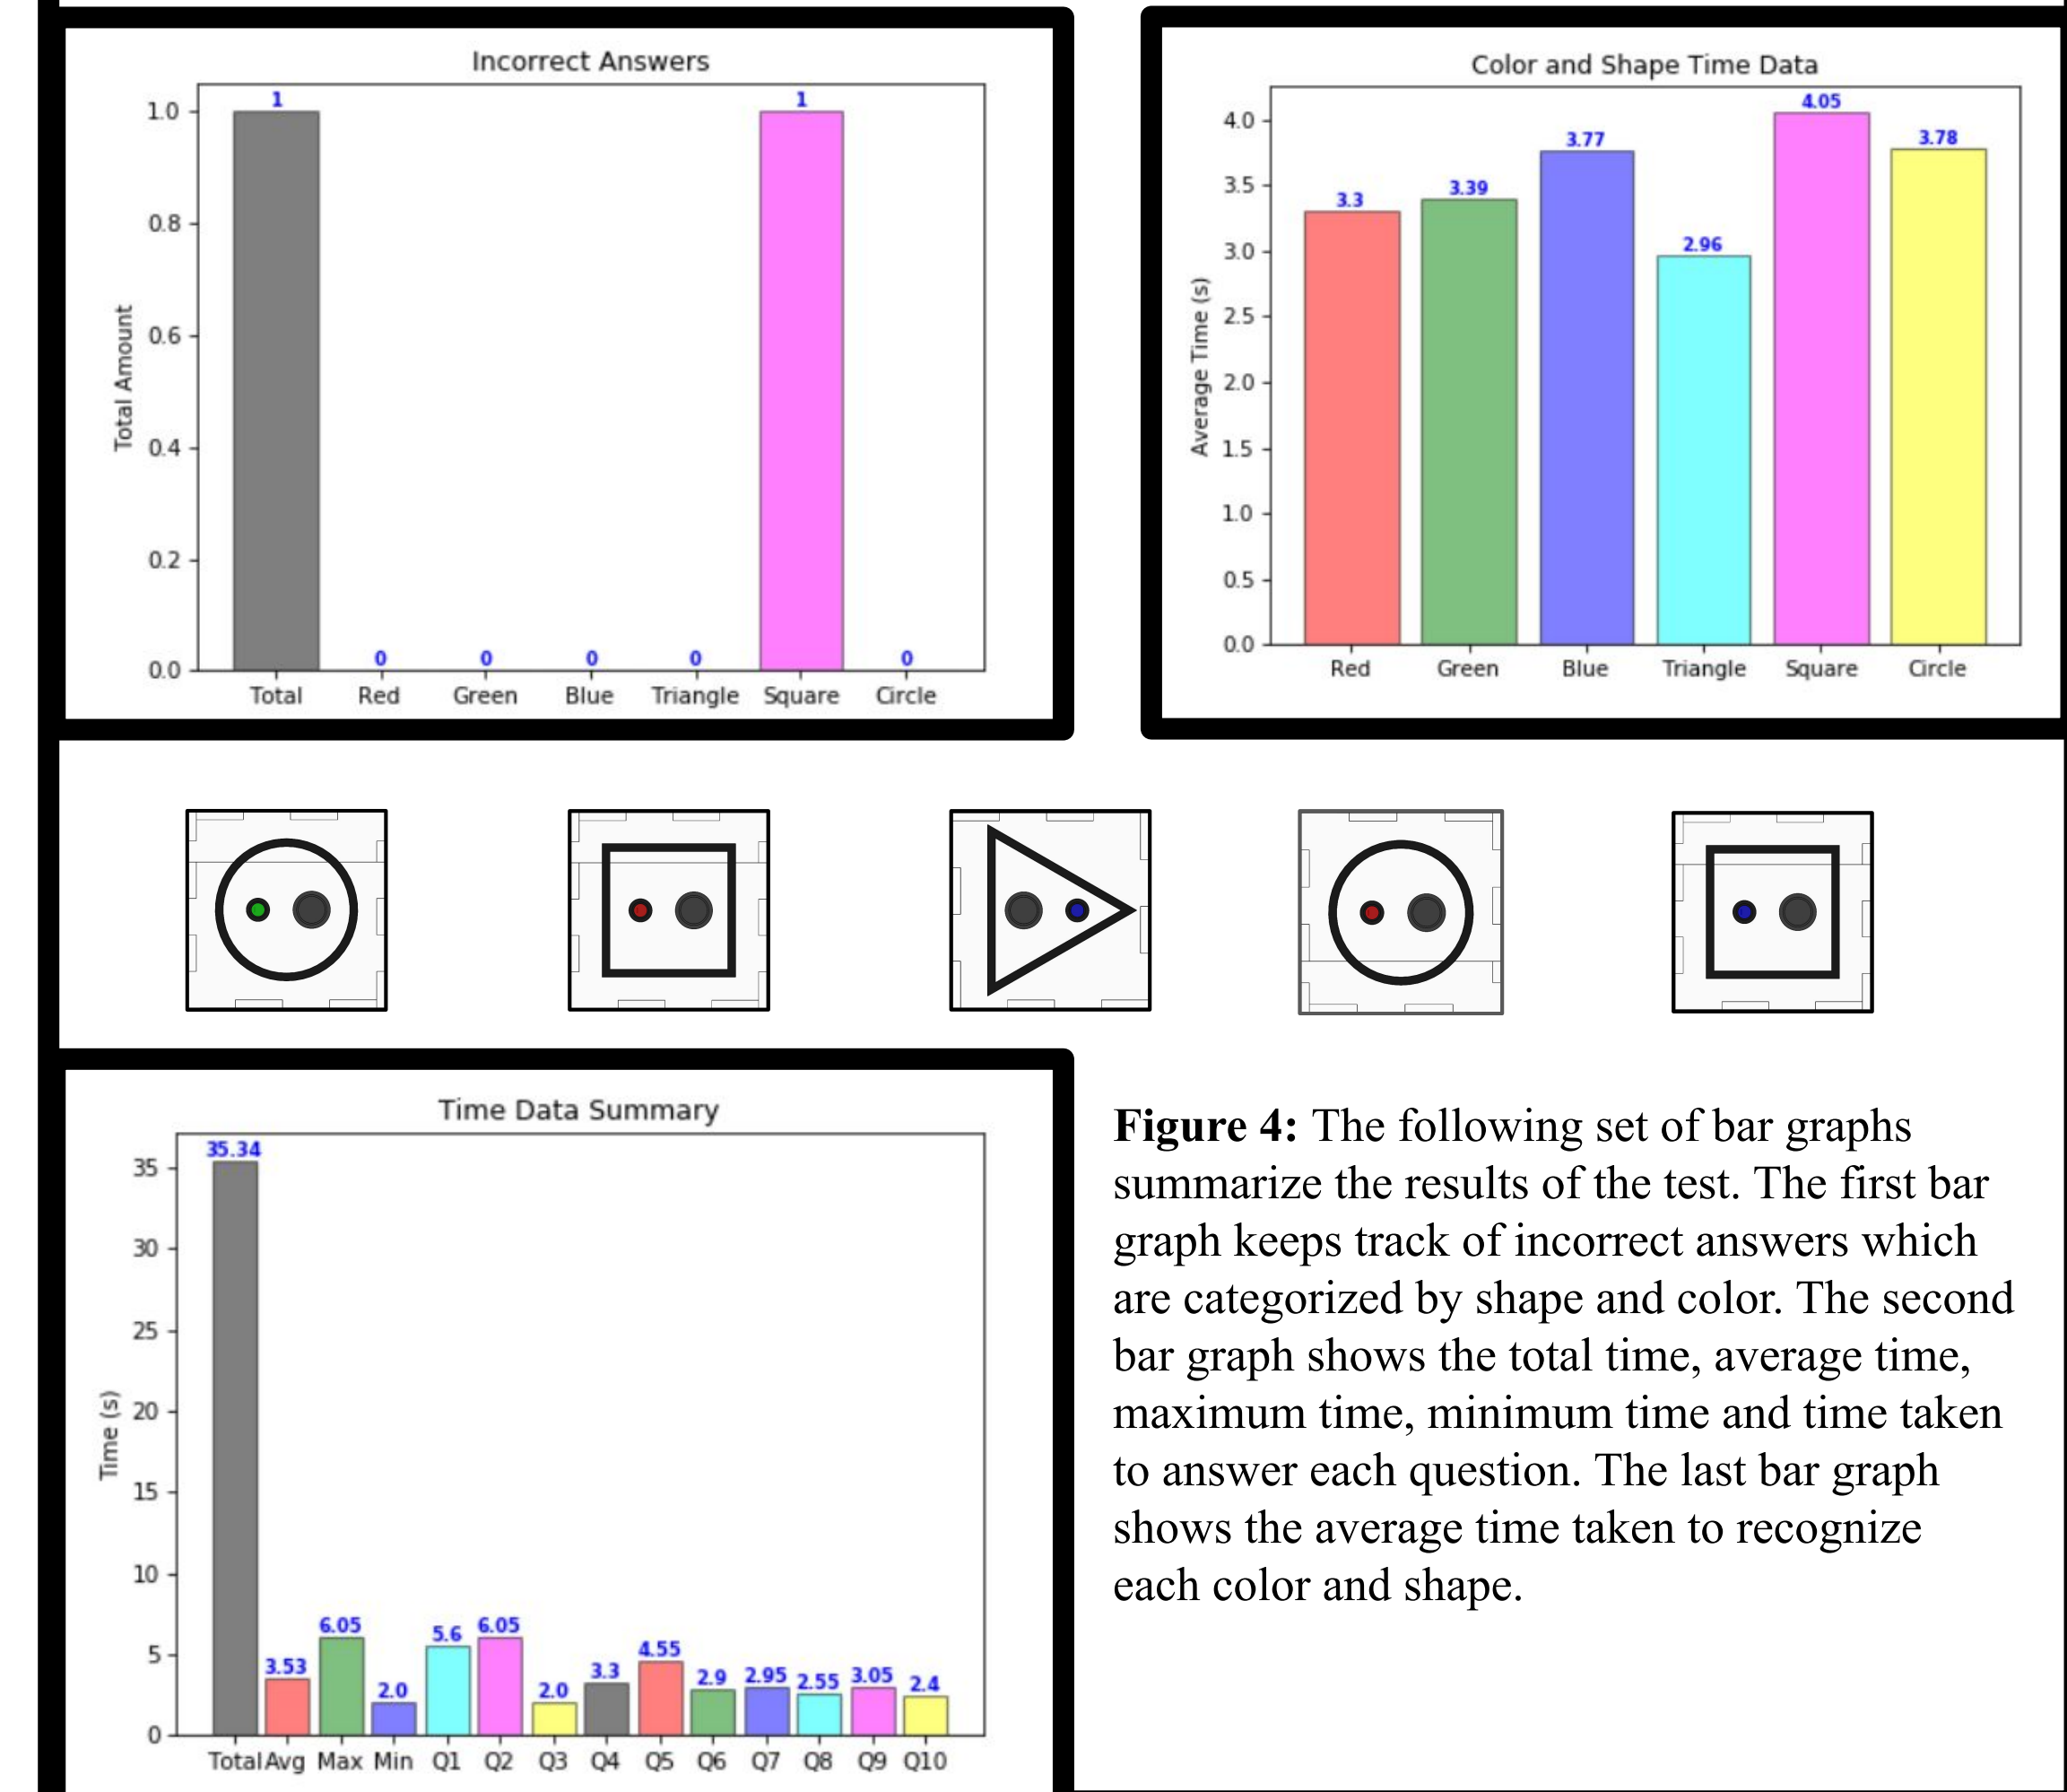 Incorrect Answers
Total Amount
1.0
0.8
0.6
0.4
0.2
0.0
1
0
0
0
0
1
0
Total
Red
Green
Blue
Triangle
Square
Circle
Color and Shape Time Data
Average Time (s)
4.0
3.5
3.0
2.5
2.0
1.5
1.0
0.5
0.0
3.3
3.39
3.77
2.96
4.05
3.78
Red
Green
Blue
Triangle
Square
Circle
Time Data Summary
Time (s)
35
30
25
20
15
10
5
0
35.34
3.53
6.05
2.0
5.6
6.05
2.0
3.3
4.55
2.9
2.95
2.55
3.05
2.4
Total
Avg
Max
Min
Q1
Q2
Q3
Q4
Q5
Q6
Q7
Q8
Q9
Q10
Figure 4: The following set of bar graphs
summarize the results of the test. The first bar
graph keeps track of incorrect answers which
are categorized by shape and color. The second
bar graph shows the total time, average time,
maximum time, minimum time and time taken
to answer each question. The last bar graph
shows the average time taken to recognize
each color and shape.